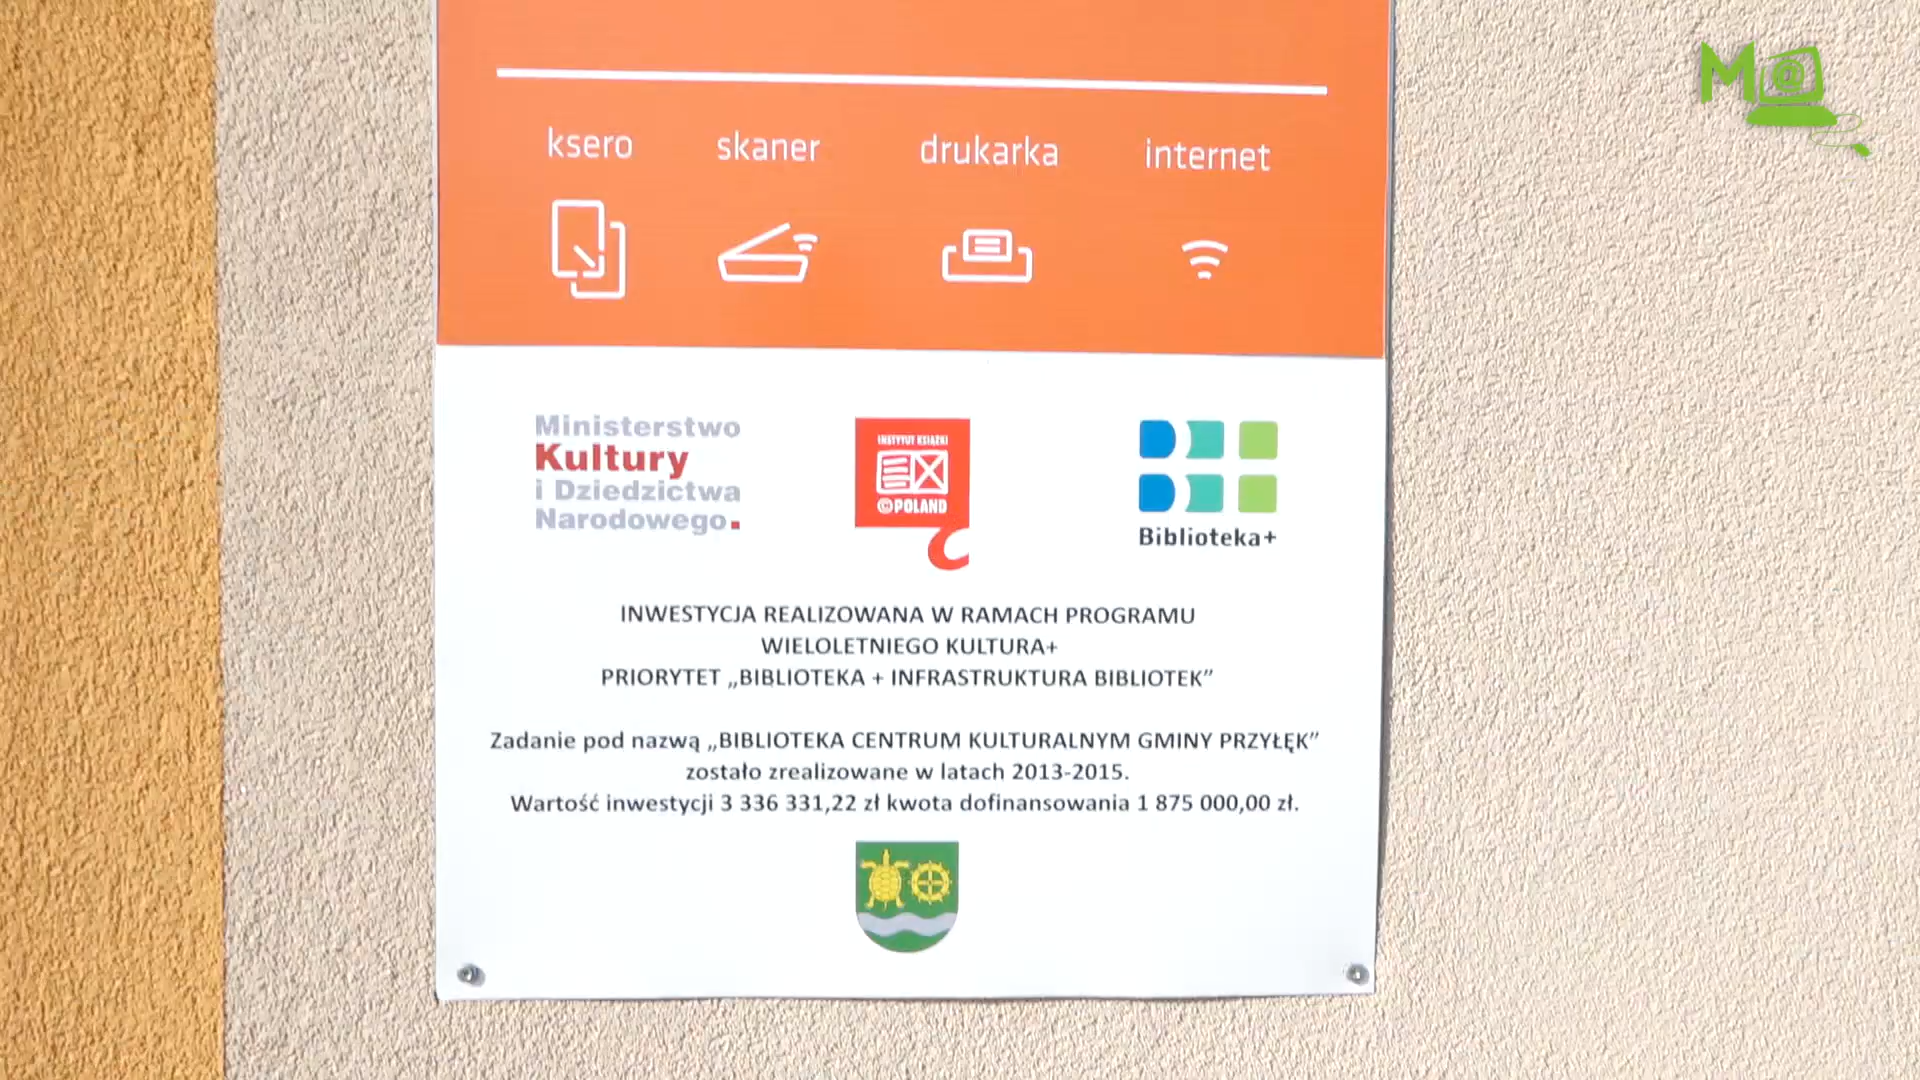 M@
ksero skaner drukarka internet
Ministerstwo
Kultury
i Dziedzictwa
Narodowego.
INSTYTUT KSIĄŻKI
©POLAND
Biblioteka+
INWESTYCJA REALIZOWANA W RAMACH PROGRAMU
WIELOLETNIEGO KULTURA+
PRIORYTET „BIBLIOTEKA + INFRASTRUKTURA BIBLIOTEK”
Zadanie pod nazwą „BIBLIOTEKA CENTRUM KULTURALNYM GMINY PRZYŁĘK”
zostało zrealizowane w latach 2013-2015.
Wartość inwestycji 3 336 331,22 zł kwota dofinansowania 1 875 000,00 zł.